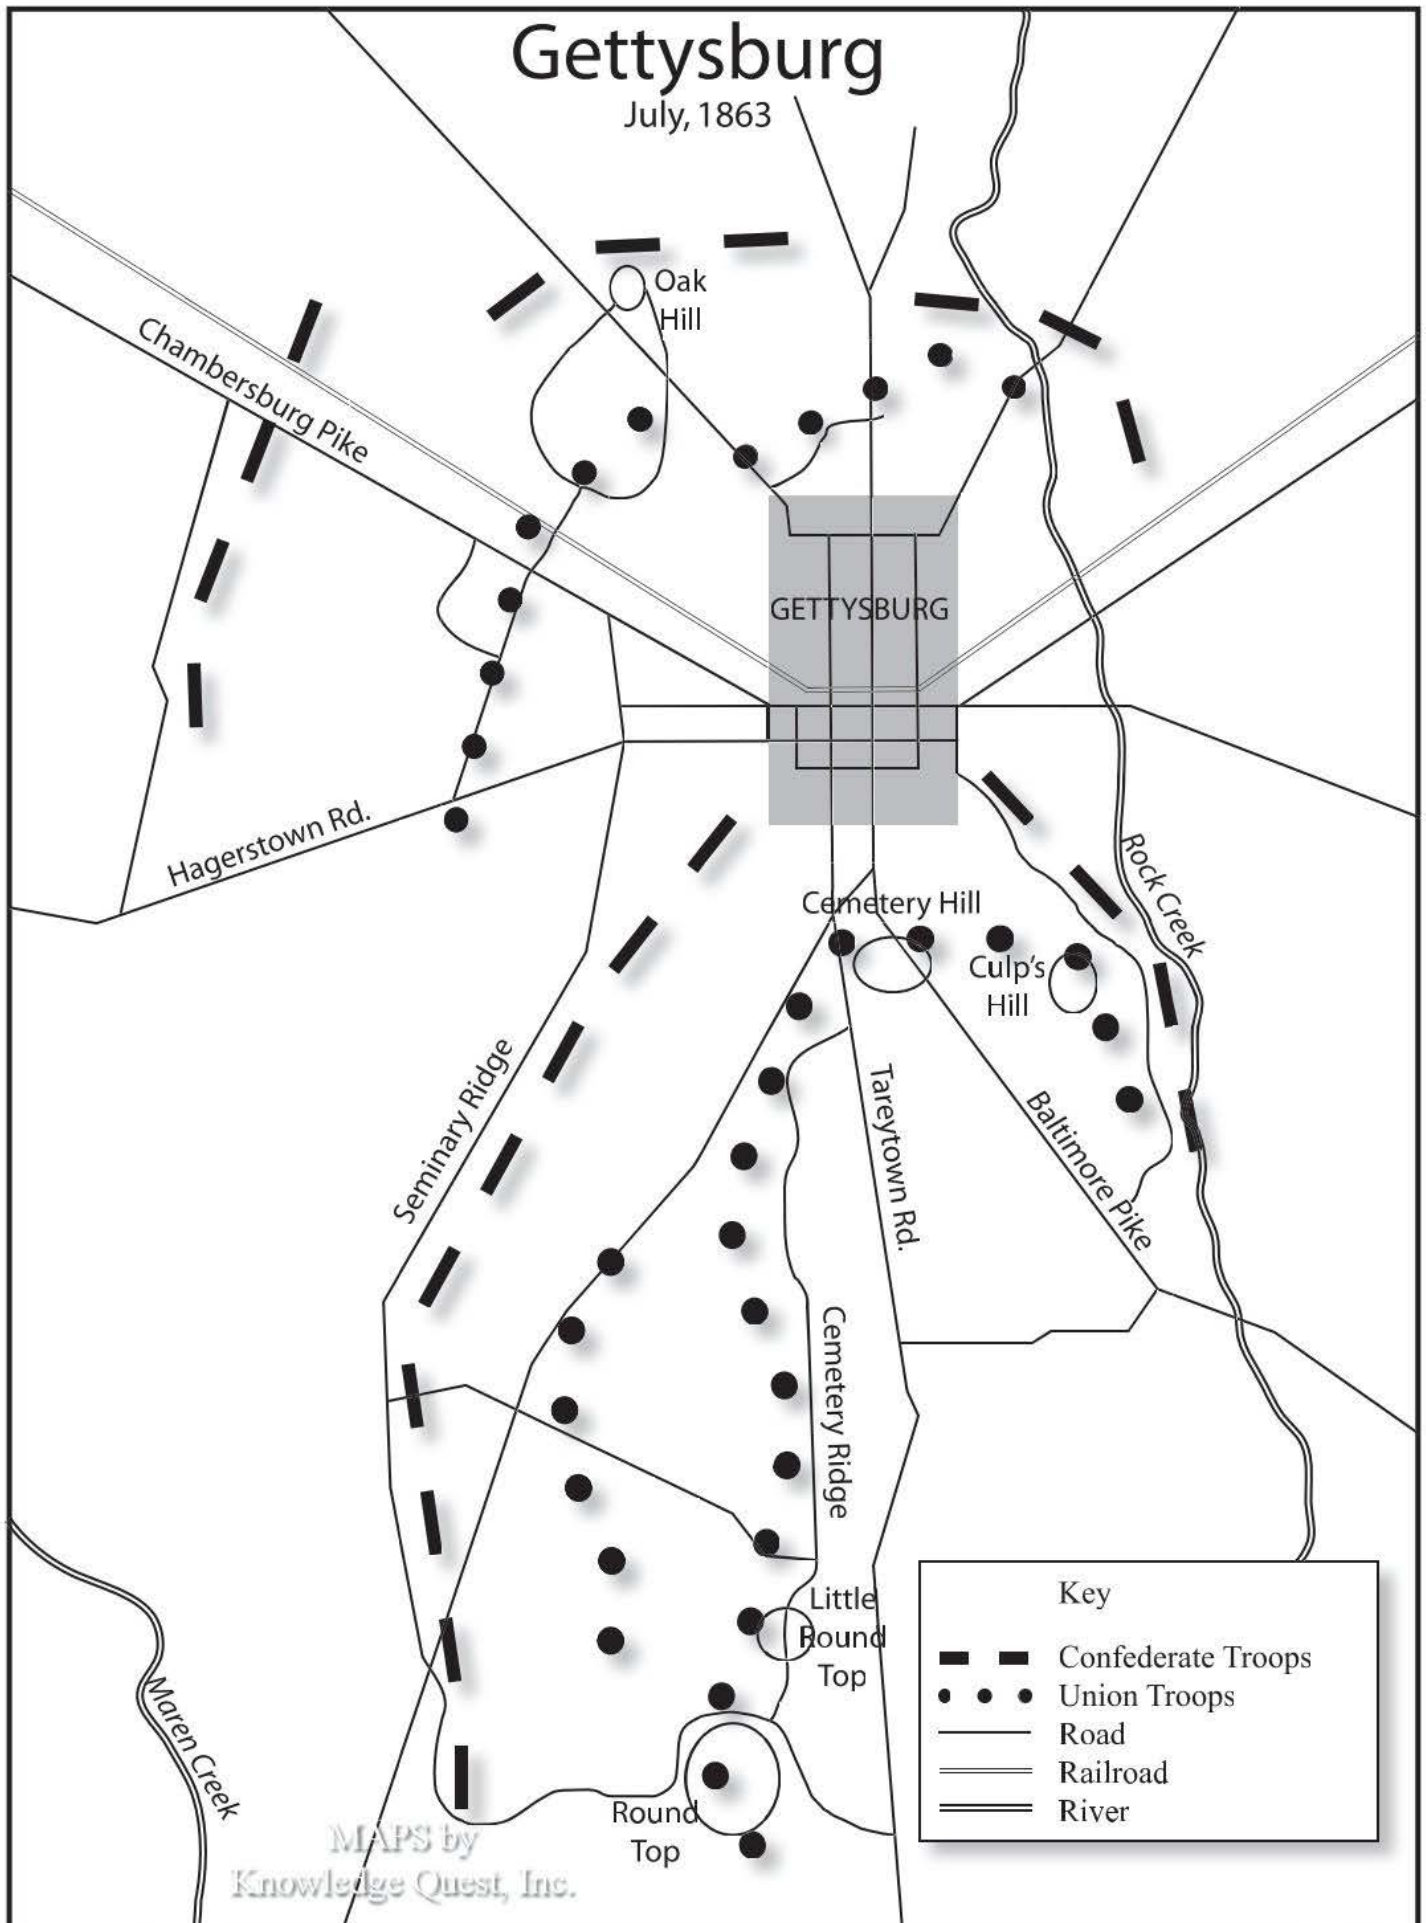 Gettysburg
July, 1863
Oak
Hill
Chambersburg Pike
GETTYSBURG
Hagerstown Rd.
Rock Creek
Cemetery Hill
Culp's
Hill
Seminary Ridge
Tareytown Rd.
Baltimore Pike
Cemetery Ridge
Little
Round
Top
Maren Creek
Round
Top
Key
Confederate Troops
Union Troops
Road
Railroad
River
MAPS by
Knowledge Quest, Inc.